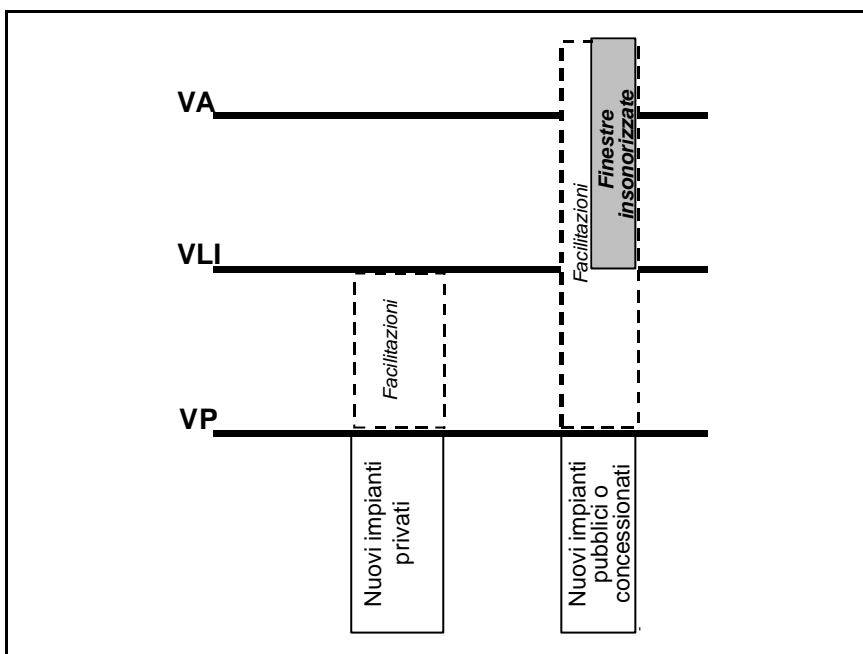 VA
Finestre
insonorizzate
Facilitazioni
VLI
Facilitazioni
VP
Nuovi impianti
privati
Nuovi impianti
pubblici o
concessionati